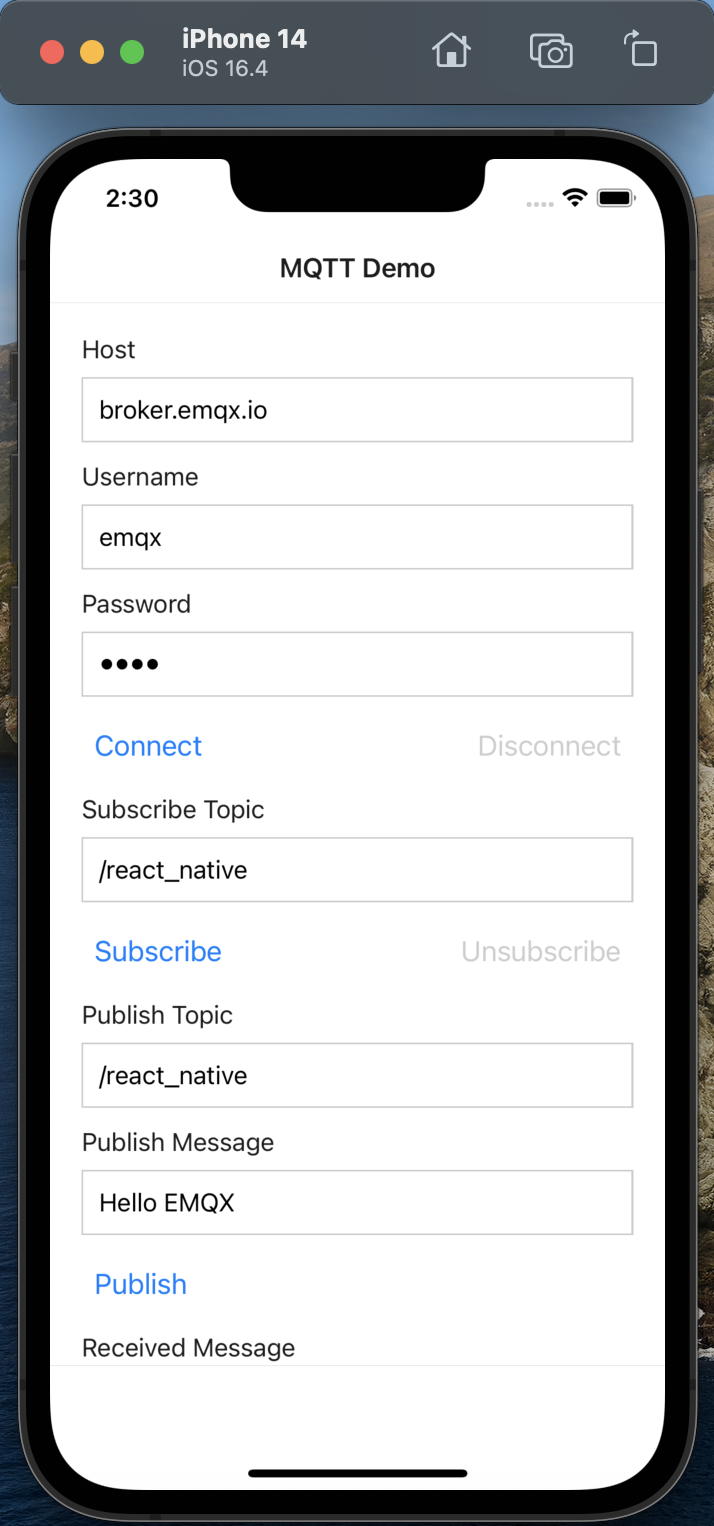 iPhone 14
iOS 16.4
2:30
MQTT Demo
Host
broker.emqx.io
Username
emqx
Password
••••
Connect Disconnect
Subscribe Topic
/react_native
Subscribe Unsubscribe
Publish Topic
/react_native
Publish Message
Hello EMQX
Publish
Received Message